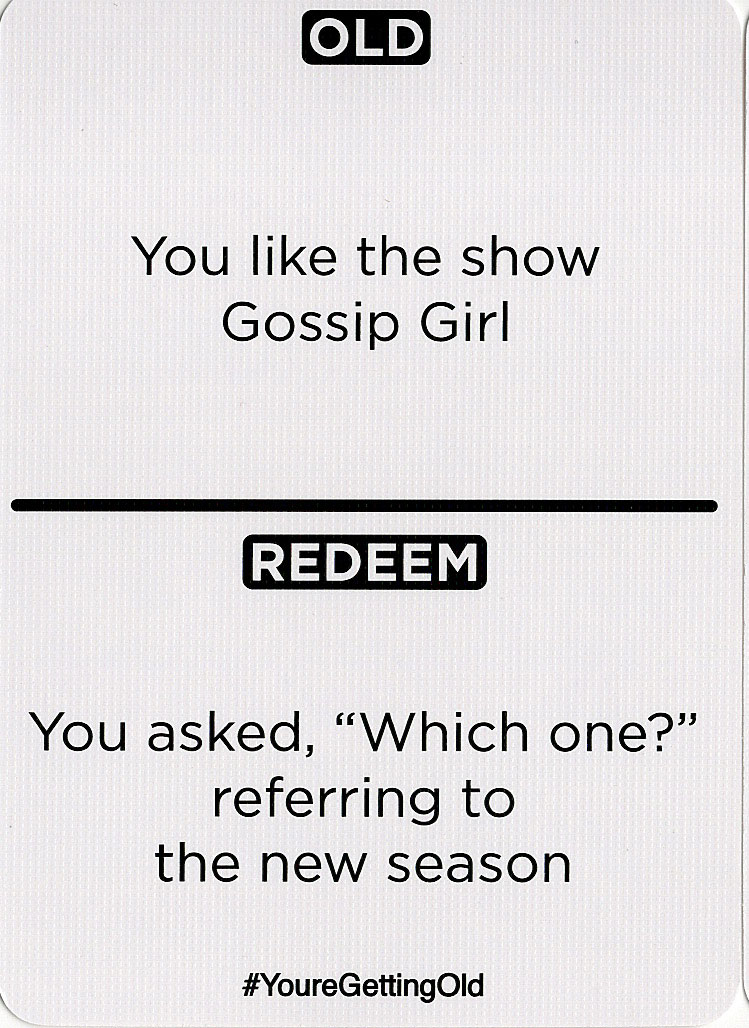 OLD
You like the show
Gossip Girl
REDEEM
You asked, “Which one?”
referring to
the new season
#YoureGettingOld